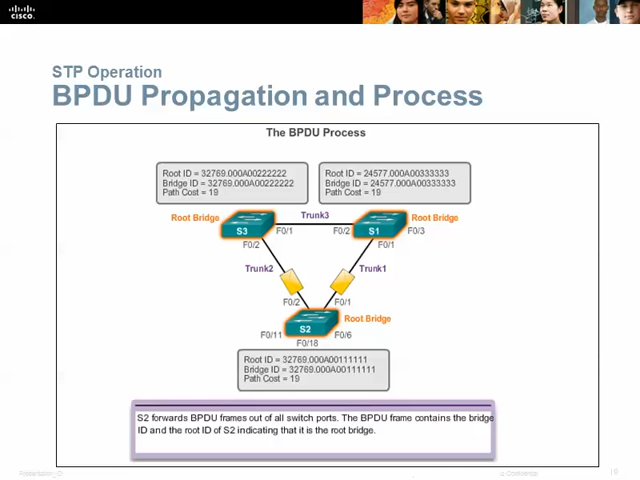 CISCO.
STP Operation
BPDU Propagation and Process
The BPDU Process
Root ID = 32769.000A00222222
Bridge ID = 32769.000A00222222
Path Cost = 19
Root ID = 24577.000A00333333
Bridge ID = 24577.000A00333333
Path Cost = 19
Root Bridge
Trunk3
Root Bridge
S3
F0/1
F0/2
S1
F0/3
F0/2
F0/1
Trunk2
Trunk1
F0/2
F0/1
S2
Root Bridge
F0/11
F0/6
F0/18
Root ID = 32769.000A00111111
Bridge ID = 32769.000A00111111
Path Cost = 19
S2 forwards BPDU frames out of all switch ports. The BPDU frame contains the bridge
ID and the root ID of S2 indicating that it is the root bridge.
Presentation_ID